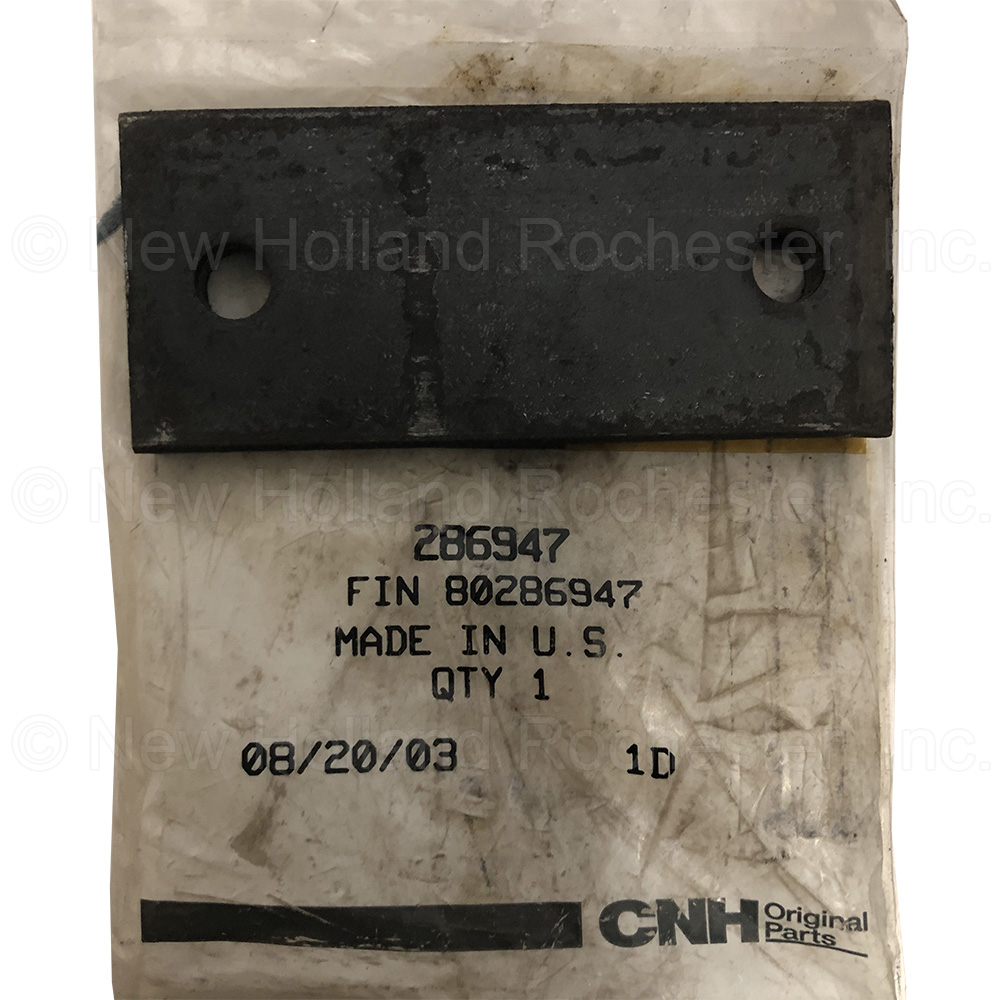 © New Holland Rochester, Inc.
© New Holland Rochester, Inc.
286947
FIN 80286947
MADE IN U.S.
QTY 1
© New Holland Rochester, Inc.
08/20/03 1D
CNH Original
Parts